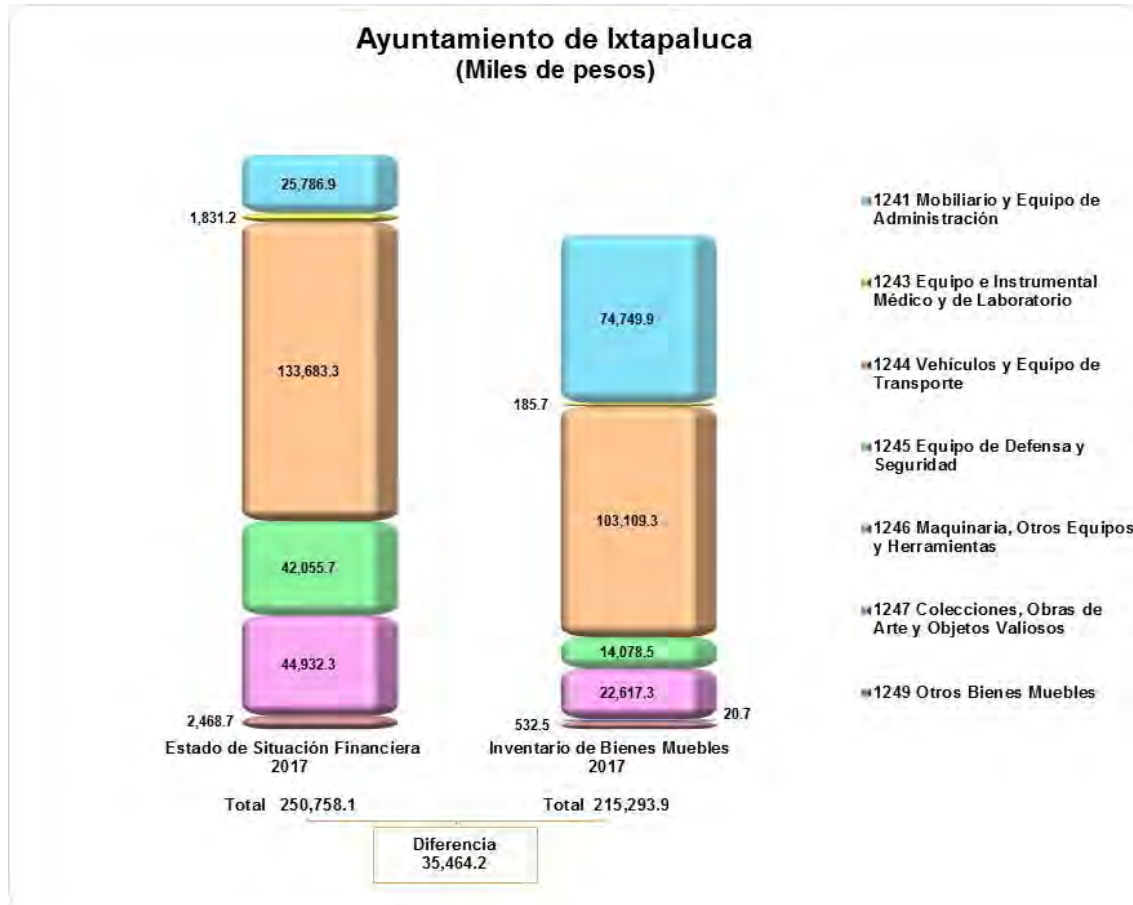 Ayuntamiento de Ixtapaluca
(Miles de pesos)
25,786.9
1,831.2
133,683.3
42,055.7
44,932.3
2,468.7
Estado de Situación Financiera
2017
Total 250,758.1
74,749.9
185.7
103,109.3
14,078.5
22,617.3
20.7
532.5
Inventario de Bienes Muebles
2017
Total 215,293.9
Diferencia
35,464.2
1241 Mobiliario y Equipo de
Administración
1243 Equipo e Instrumental
Médico y de Laboratorio
1244 Vehículos y Equipo de
Transporte
1245 Equipo de Defensa y
Seguridad
1246 Maquinaria, Otros Equipos
y Herramientas
1247 Colecciones, Obras de
Arte y Objetos Valiosos
1249 Otros Bienes Muebles